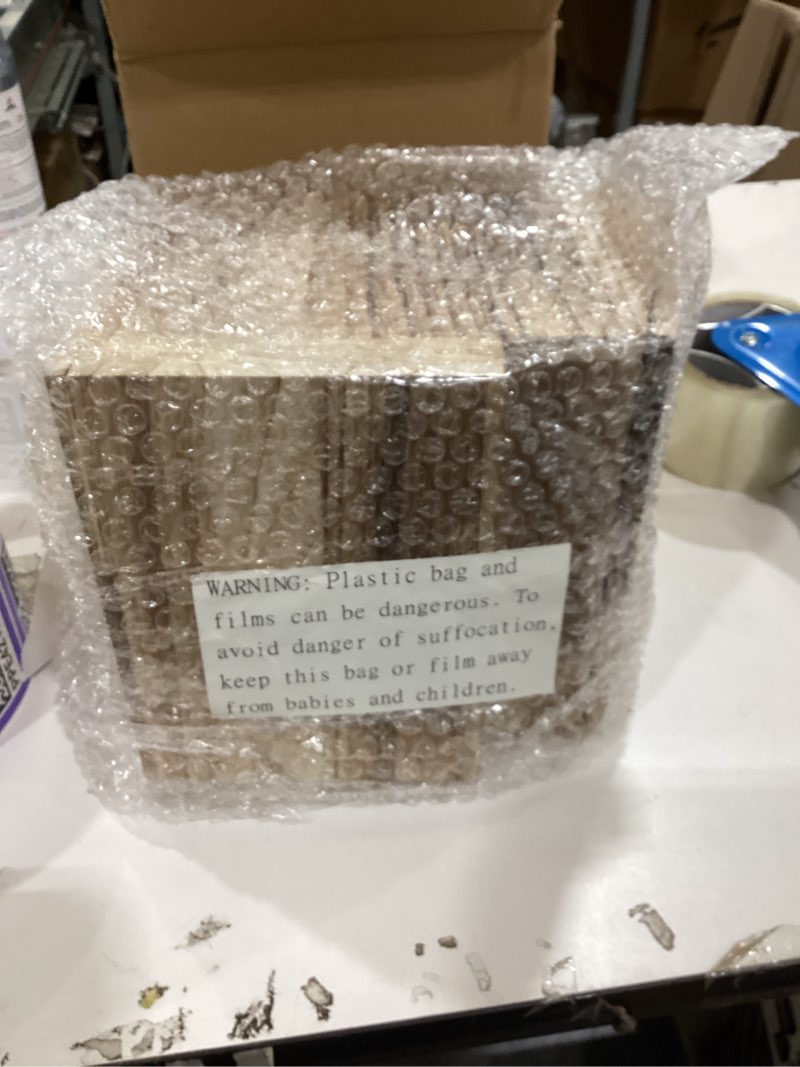 WARNING: Plastic bag and
films can be dangerous. To
avoid danger of suffocation,
keep this bag or film away
from babies and children.